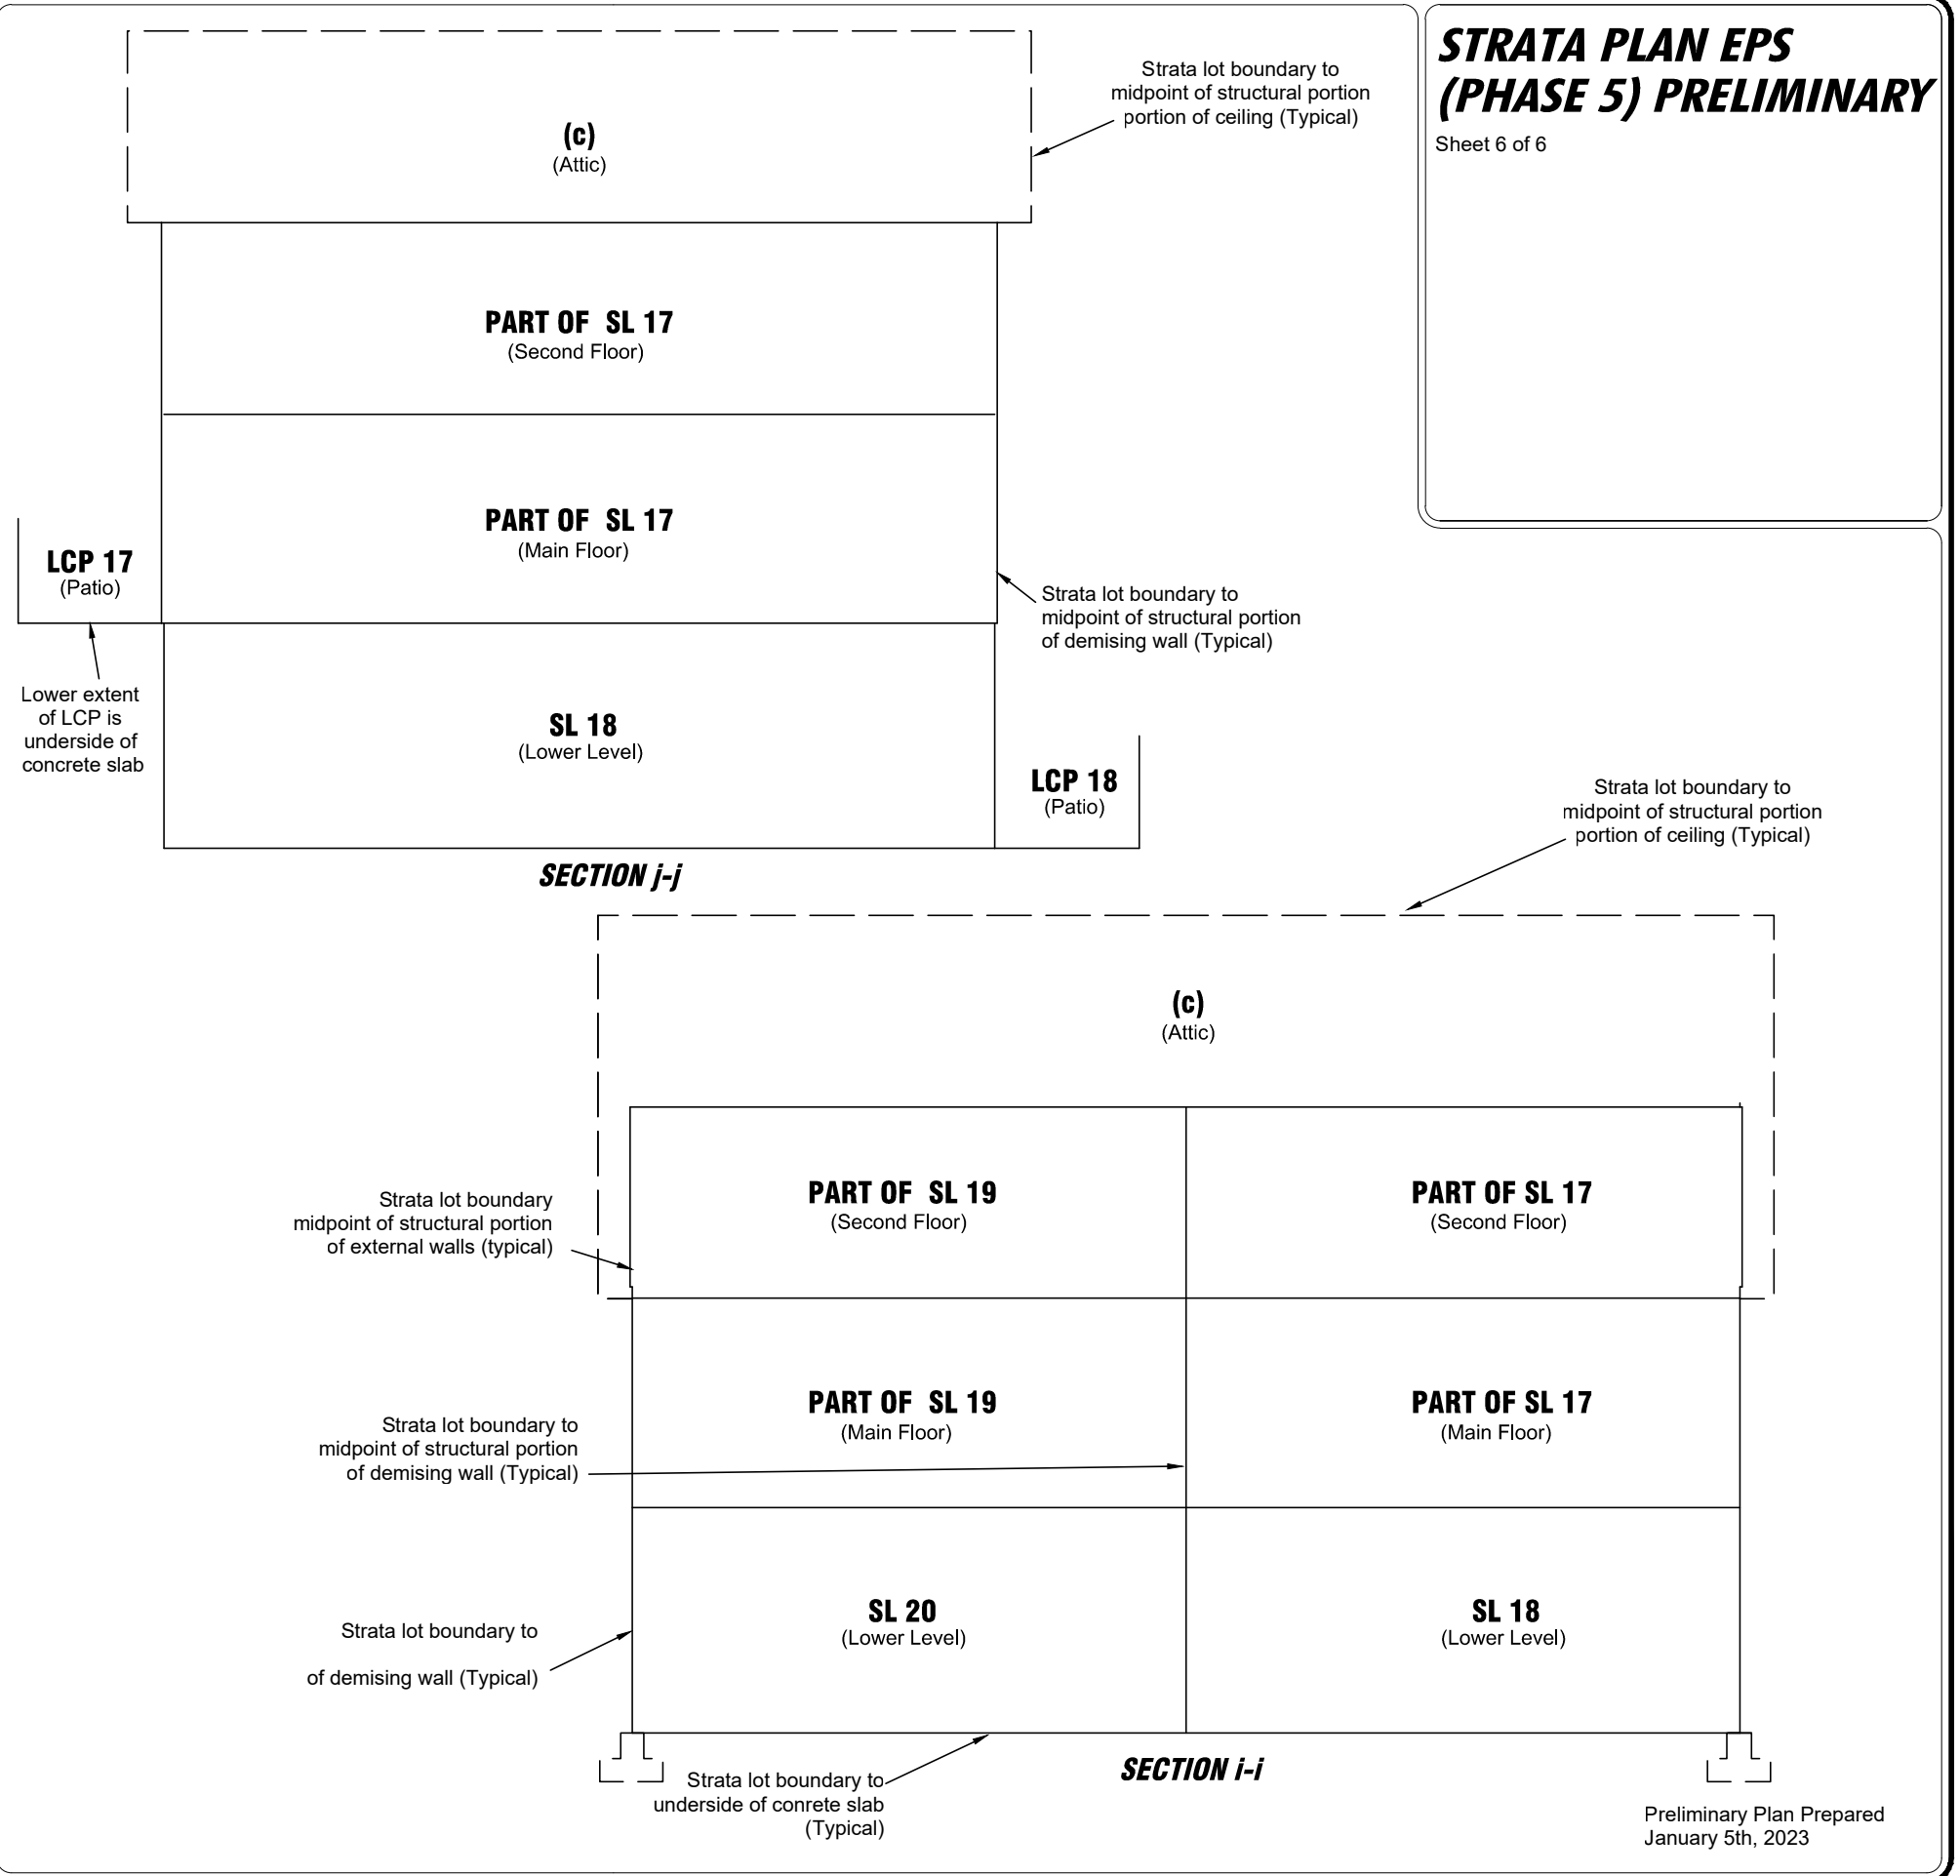 STRATA PLAN EPS
(PHASE 5) PRELIMINARY
Sheet 6 of 6
Strata lot boundary to
midpoint of structural portion
portion of ceiling (Typical)
(c)
(Attic)
PART OF SL 17
(Second Floor)
PART OF SL 17
(Main Floor)
LCP 17
(Patio)
Strata lot boundary to
midpoint of structural portion
of demising wall (Typical)
Lower extent
of LCP is
underside of
concrete slab
SL 18
(Lower Level)
LCP 18
(Patio)
SECTION j-j
Strata lot boundary to
midpoint of structural portion
portion of ceiling (Typical)
(c)
(Attic)
Strata lot boundary
midpoint of structural portion
of external walls (typical)
PART OF SL 19
(Second Floor)
PART OF SL 17
(Second Floor)
PART OF SL 19
(Main Floor)
PART OF SL 17
(Main Floor)
Strata lot boundary to
midpoint of structural portion
of demising wall (Typical)
SL 20
(Lower Level)
SL 18
(Lower Level)
Strata lot boundary to
of demising wall (Typical)
Strata lot boundary to
underside of conrete slab
(Typical)
SECTION i-i
Preliminary Plan Prepared
January 5th, 2023